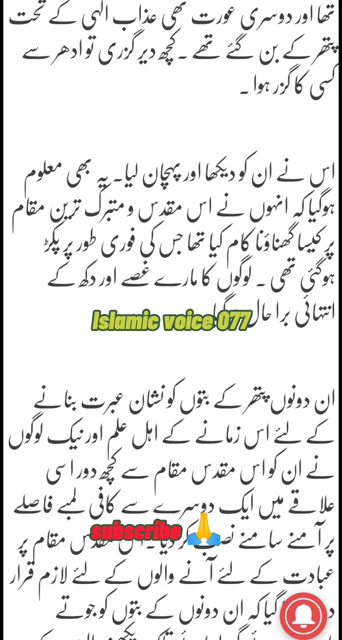 تھا اور دوسری عورت تھی عذاب الٰہی کے تحت
پتھر کے بن گئے تھے ۔ کچھ دیر گزری تو ادھر سے
کسی کا گزر ہوا ۔
اس نے ان کو دیکھا اور پہچان لیا۔ یہ بھی معلوم
ہوگیا کہ انہوں نے اس مقدس و متبرک ترین مقام
پر کیسا گھناؤنا کام کیا تھا جس کی فوری طور پر پکڑ
ہوگئی تھی ۔ لوگوں کا مارے غصے اور دکھ کے
انتہائی برا حال
Islamic voice 077
ان دونوں پتھر کے بتوں کو نشان عبرت بنانے
کے لئے اس زمانے کے اہل علم اور نیک لوگوں
نے ان کو اس مقدس مقام سے کچھ دور اسی
علاقے میں ایک دوسرے سے کافی لمبے فاصلے
پر آمنے سامنے نصب کر دیا ۔ اس مقدس مقام پر
subscribe 🙏
عبادت کے لئے آنے والوں کے لئے لازم قرار
گیا کہ ان دونوں کے بتوں کو جوتے